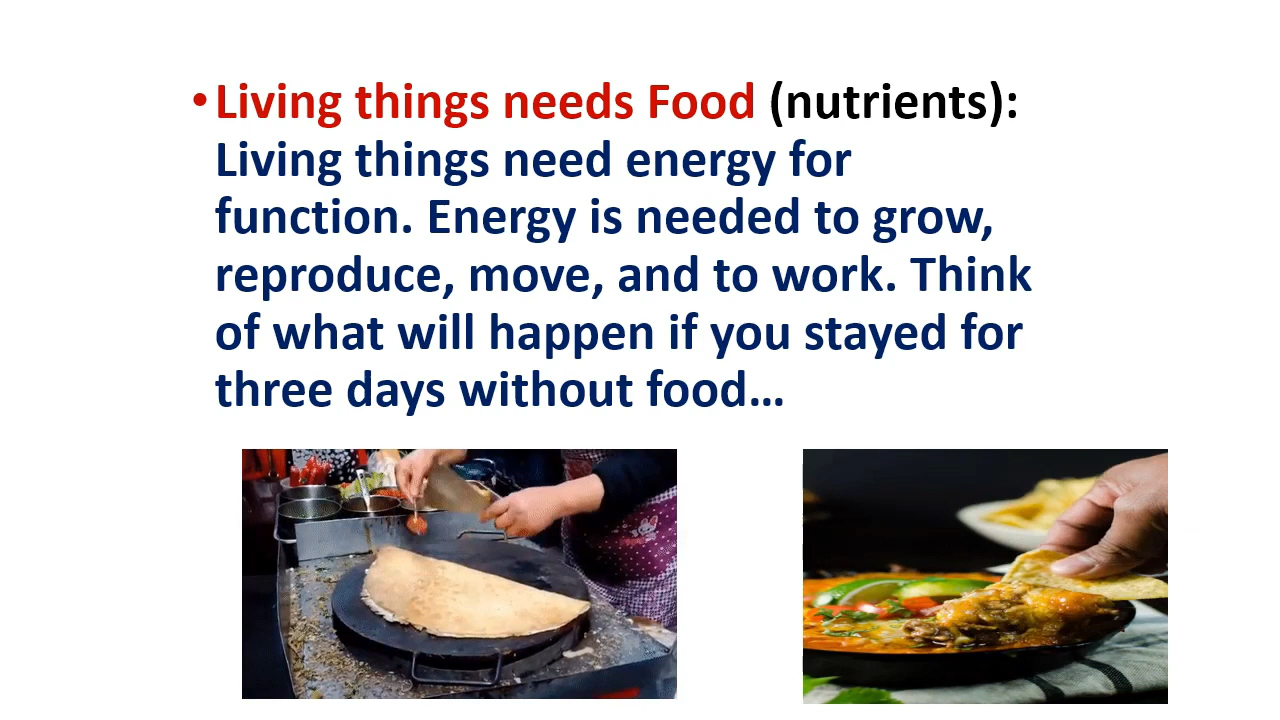 •Living things needs Food (nutrients):
Living things need energy for
function. Energy is needed to grow,
reproduce, move, and to work. Think
of what will happen if you stayed for
three days without food…